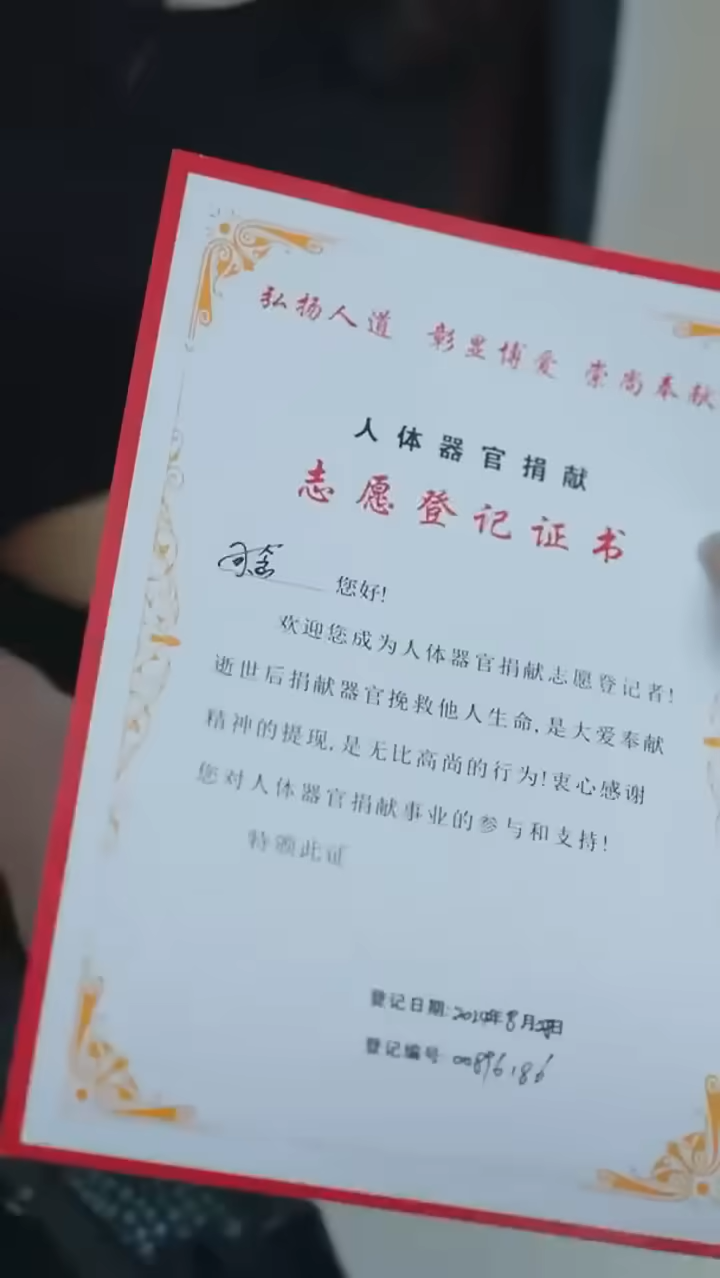 弘扬人道 彰显博爱 崇尚奉献
人体器官捐献
志愿登记证书
您好!
欢迎您成为人体器官捐献志愿登记者!
逝世后捐献器官挽救他人生命,是大爱奉献
精神的提现,是无比高尚的行为!衷心感谢
您对人体器官捐献事业的参与和支持!
特颁此证
登记日期: 年8月 日
登记编号 0896186